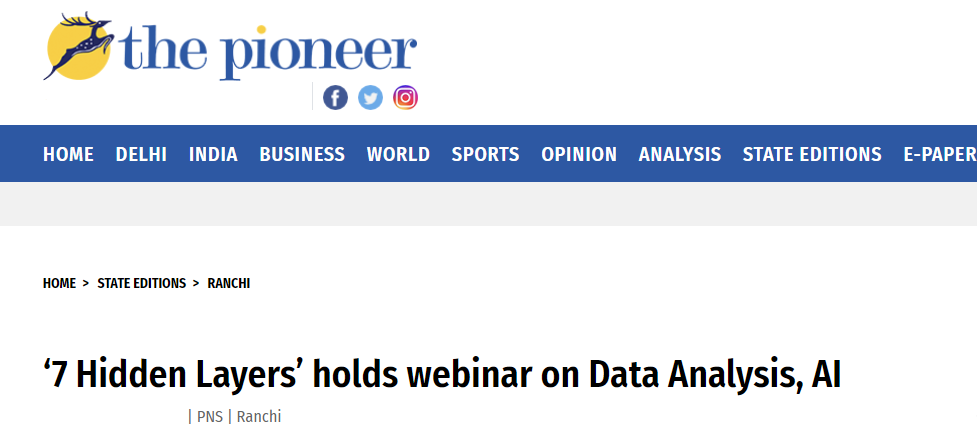 the pioneer
HOME DELHI INDIA BUSINESS WORLD SPORTS OPINION ANALYSIS STATE EDITIONS E-PAPER
HOME > STATE EDITIONS > RANCHI
‘7 Hidden Layers’ holds webinar on Data Analysis, AI
| PNS | Ranchi